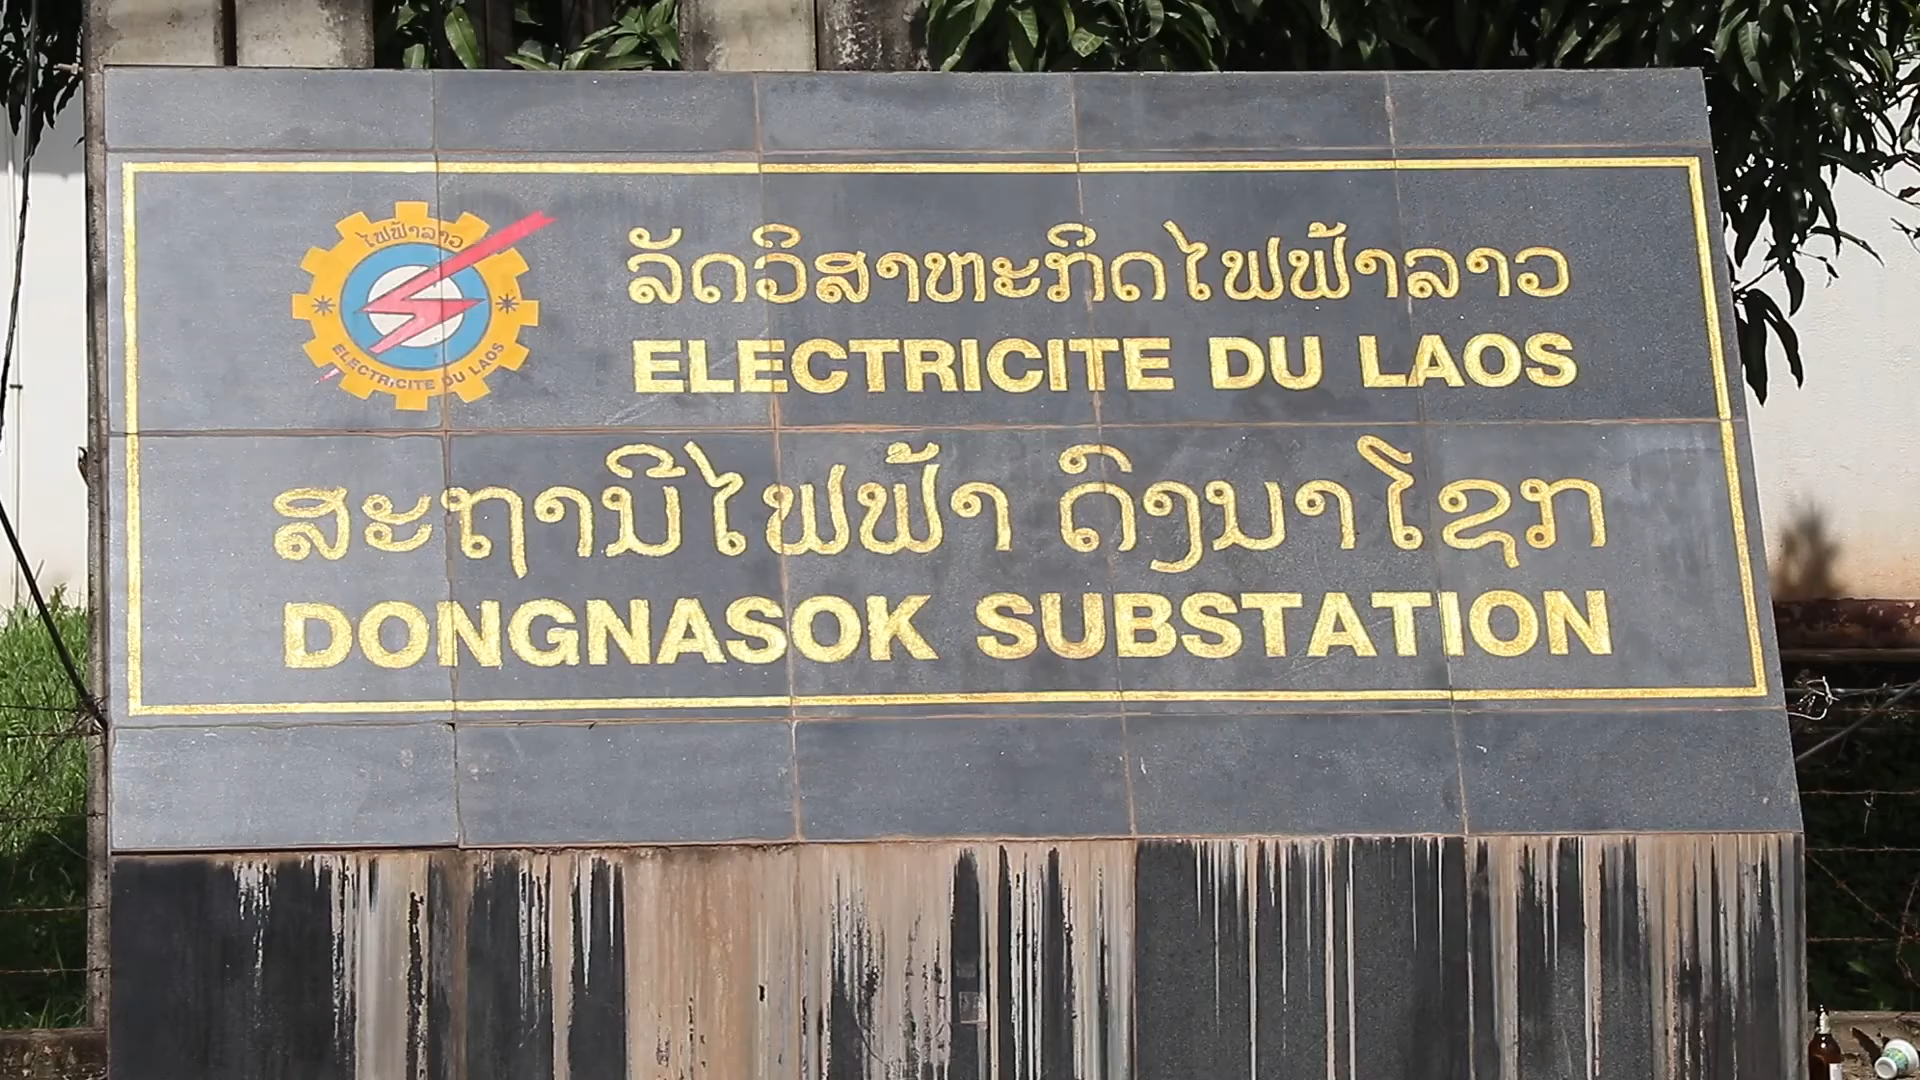 ໄຟຟ້າລາວ
ELECTRICITE DU LAOS
ລັດວິສາຫະກິດໄຟຟ້າລາວ
ELECTRICITE DU LAOS
ສະຖານີໄຟຟ້າ ດົງນາໂຊກ
DONGNASOK SUBSTATION